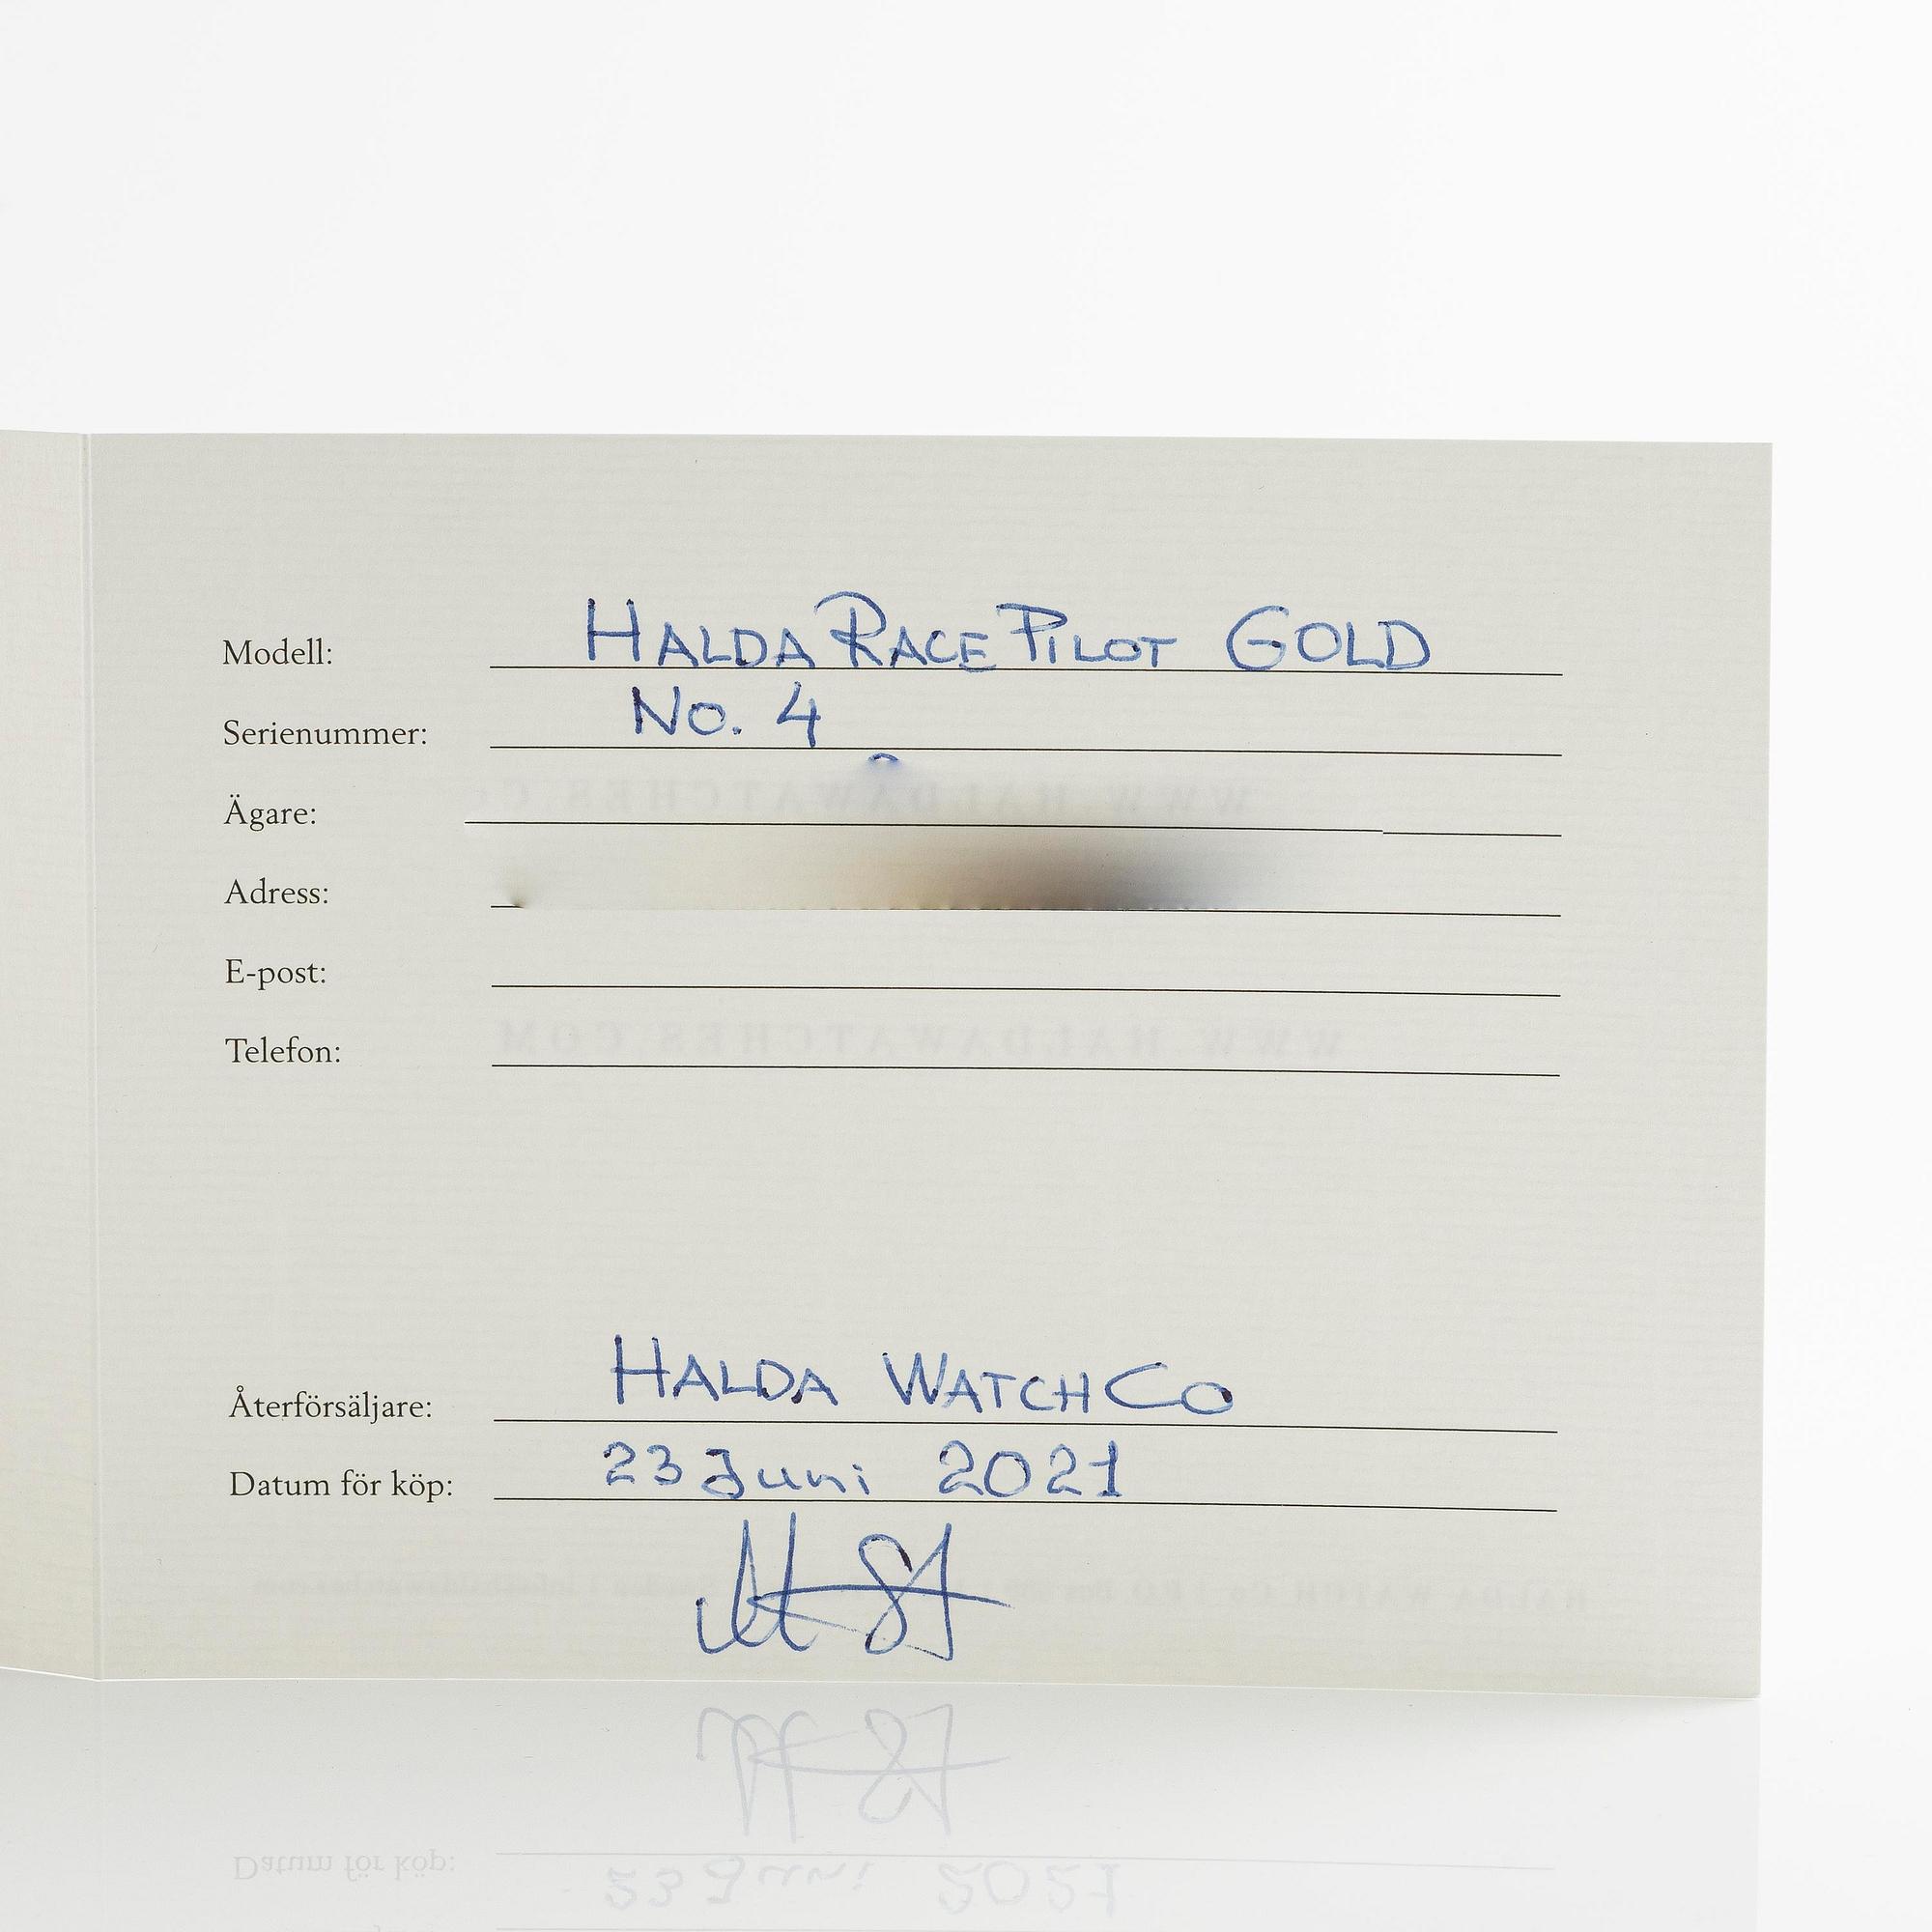 Modell: HALDA RACE PILOT GOLD
Serienummer: No. 4
Ägare:
Adress:
E-post:
Telefon:
Återförsäljare: HALDA WATCH CO
Datum för köp: 23 Juni 2021